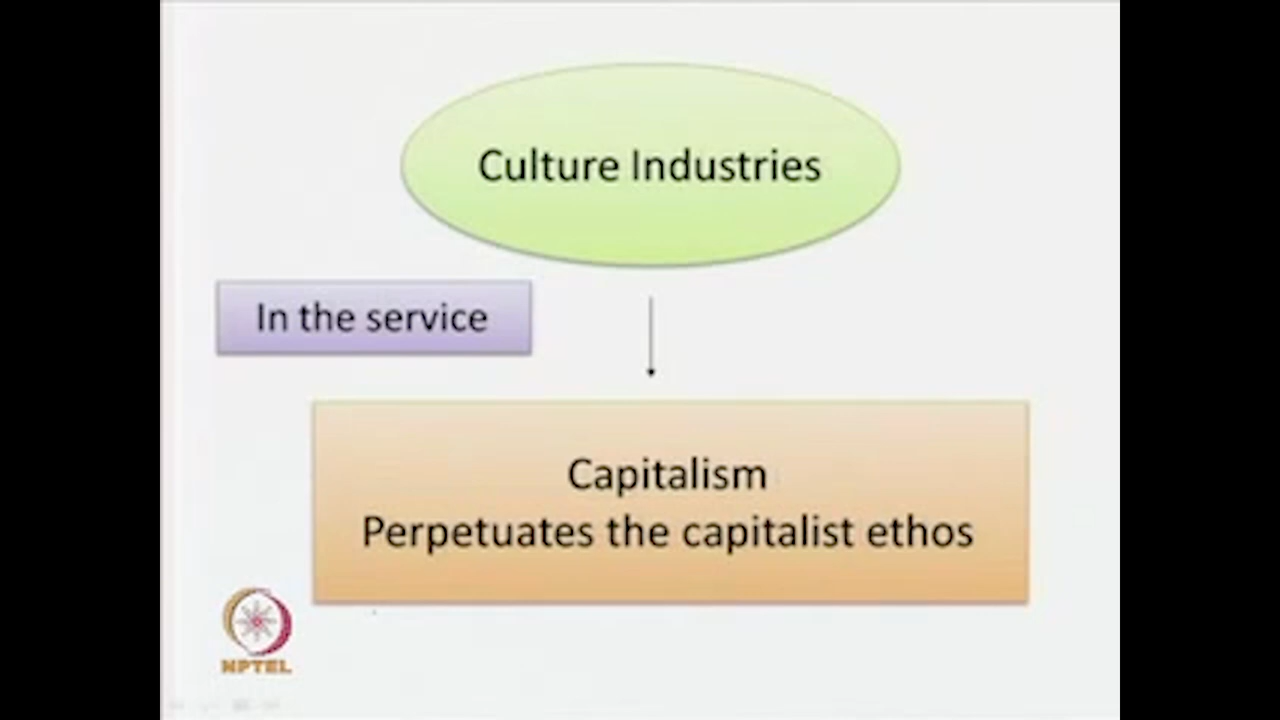 Culture Industries
In the service
Capitalism
Perpetuates the capitalist ethos
NPTEL